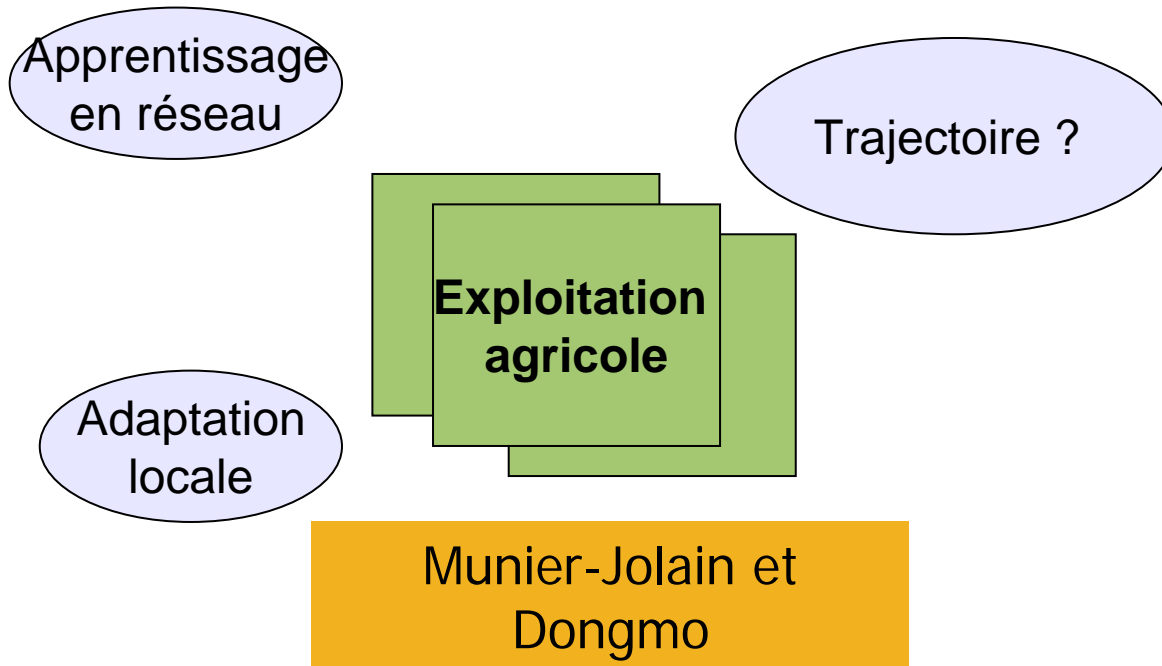 Apprentissage
en réseau
Trajectoire ?
Exploitation
agricole
Adaptation
locale
Munier-Jolain et
Dongmo